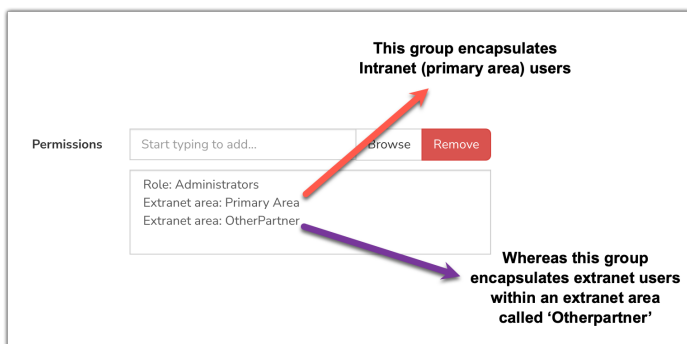 This group encapsulates
Intranet (primary area) users
Permissions
Start typing to add...
Browse
Remove
Role: Administrators
Extranet area: Primary Area
Extranet area: OtherPartner
Whereas this group
encapsulates extranet users
within an extranet area
called ‘Otherpartner’